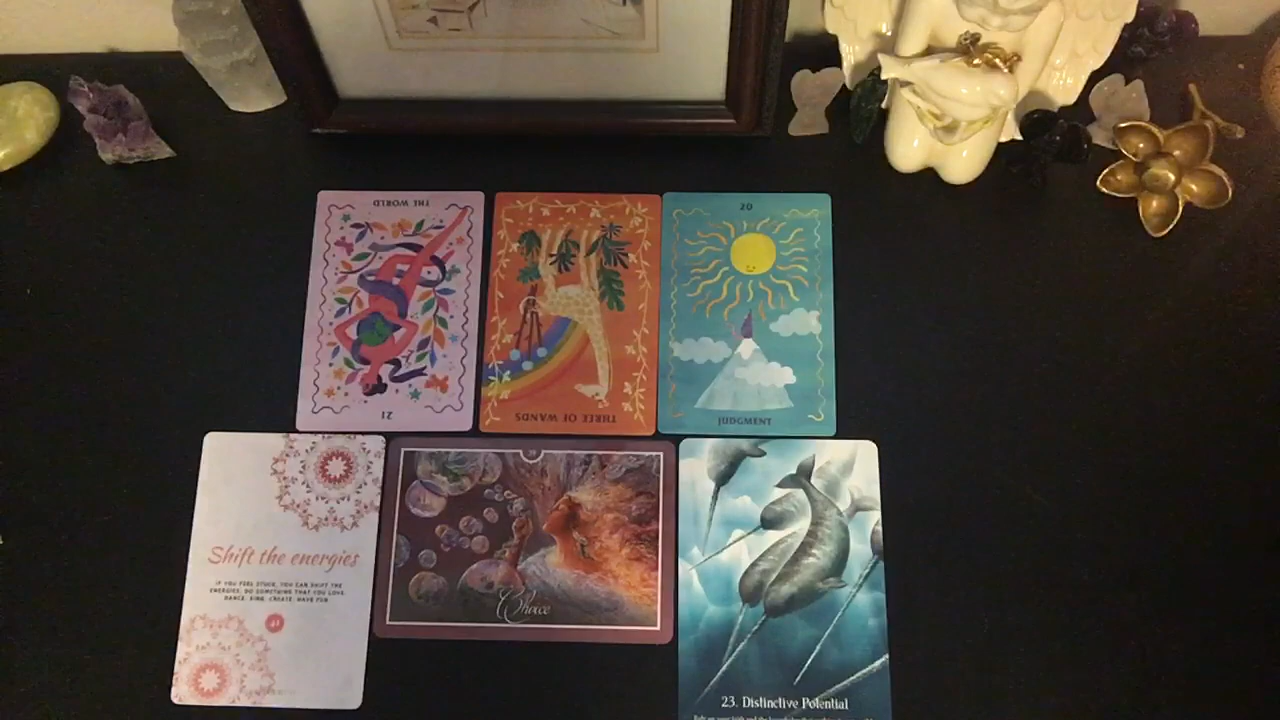 THE WORLD
21
THREE OF WANDS
20
JUDGMENT
Shift the energies
IF YOU FEEL STUCK, YOU CAN SHIFT THE
ENERGIES. DO SOMETHING THAT YOU LOVE.
DANCE. SING. CREATE. HAVE FUN.
41
Choice
23. Distinctive Potential